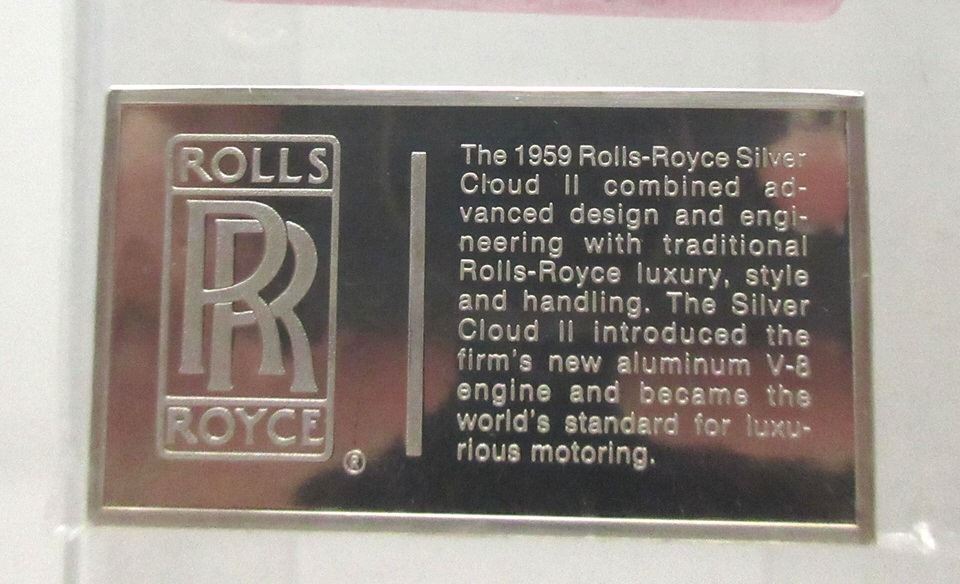 ROLLS
RR
ROYCE
®
The 1959 Rolls-Royce Silver
Cloud II combined ad-
vanced design and engi-
neering with traditional
Rolls-Royce luxury, style
and handling. The Silver
Cloud II introduced the
firm's new aluminum V-8
engine and became the
world's standard for luxu-
rious motoring.